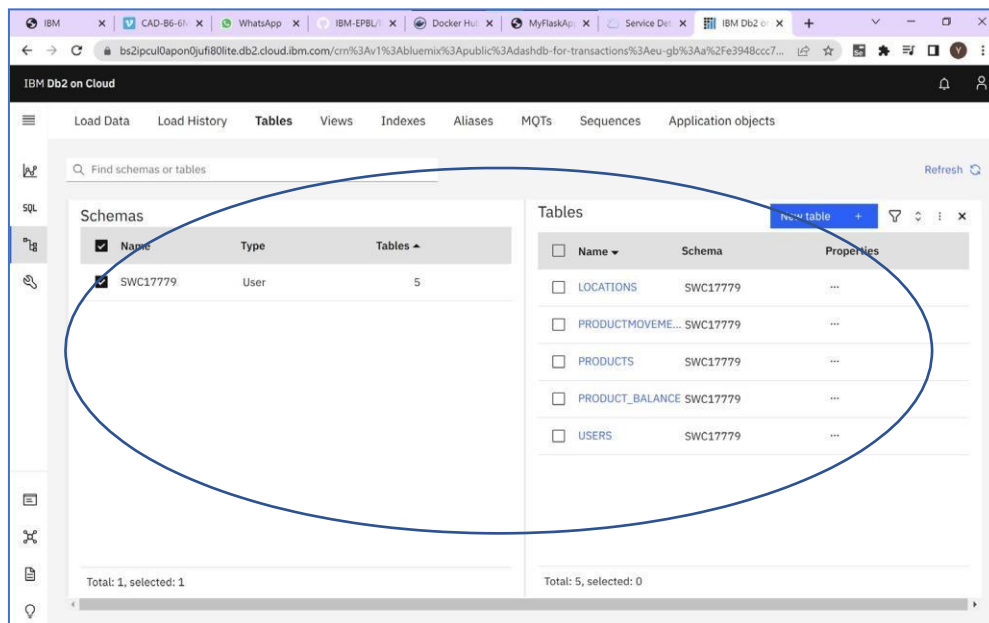 IBM CAD-B6-6M WhatsApp IBM-EPBL/I Docker Hub MyFlaskAp Service Det IBM Db2 o
bs2ipcul0apon0jufi80lite.db2.cloud.ibm.com/crn%3Av1%3Abluemix%3Apublic%3Adashdb-for-transactions%3Aeu-gb%3Aa%2Fe3948ccc7...
Y
IBM Db2 on Cloud
Load Data Load History Tables Views Indexes Aliases MQTs Sequences Application objects
Find schemas or tables
Refresh
SQL
Schemas
Name Type Tables
SWC17779 User 5
Total: 1, selected: 1
Tables
New table +
Name Schema Properties
LOCATIONS SWC17779 ...
PRODUCTMOVEME... SWC17779 ...
PRODUCTS SWC17779 ...
PRODUCT_BALANCE SWC17779 ...
USERS SWC17779 ...
Total: 5, selected: 0